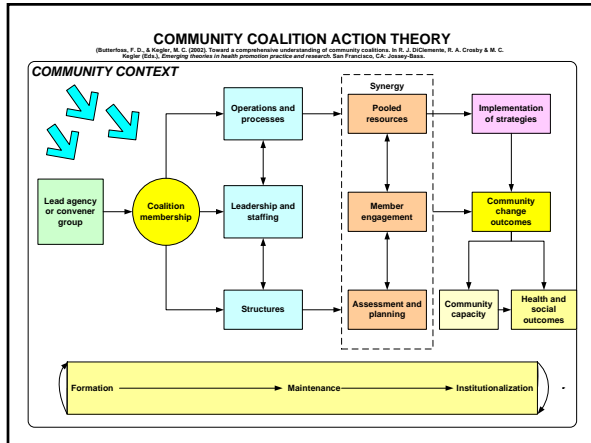 COMMUNITY COALITION ACTION THEORY
(Butterfoss, F. D., & Kegler, M. C. (2002). Toward a comprehensive understanding of community coalitions. In R. J. DiClemente, R. A. Crosby & M. C.
Kegler (Eds.), Emerging theories in health promotion practice and research. San Francisco, CA: Jossey-Bass.
COMMUNITY CONTEXT
Synergy
Operations and
processes
Pooled
resources
Implementation
of strategies
Lead agency
or convener
group
Coalition
membership
Leadership and
staffing
Member
engagement
Community
change
outcomes
Structures
Assessment and
planning
Community
capacity
Health and
social
outcomes
Formation
Maintenance
Institutionalization